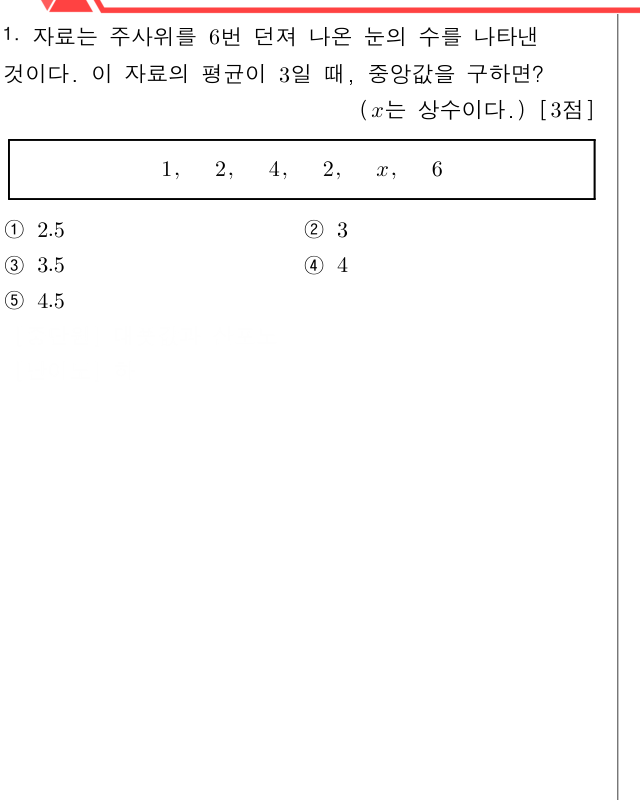 1. 자료는 주사위를 6번 던져 나온 눈의 수를 나타낸
것이다. 이 자료의 평균이 3일 때, 중앙값을 구하면?
(x는 상수이다.) [3점]
1, 2, 4, 2, x, 6
① 2.5 ② 3
③ 3.5 ④ 4
⑤ 4.5